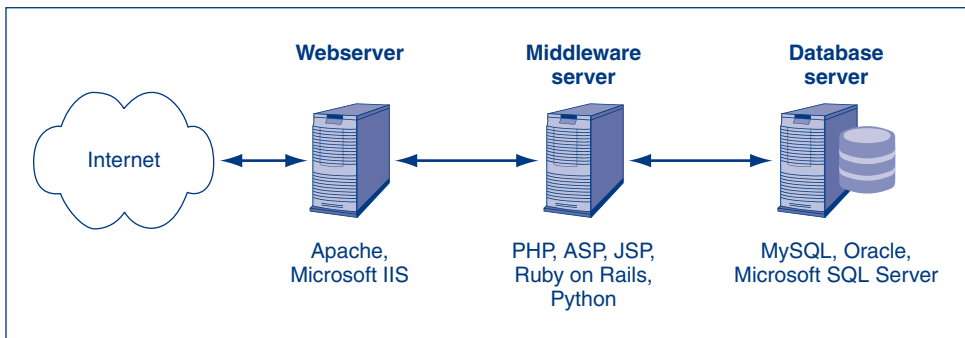 Webserver
Middleware
server
Database
server
Internet
Apache,
Microsoft IIS
PHP, ASP, JSP,
Ruby on Rails,
Python
MySQL, Oracle,
Microsoft SQL Server